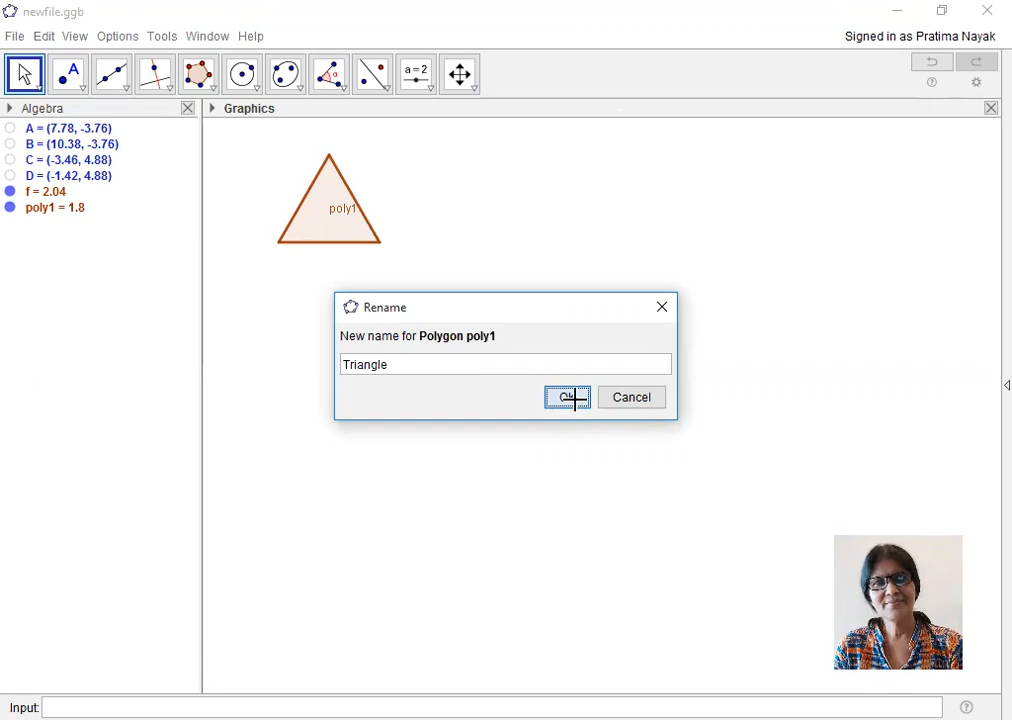 newfile.ggb
File Edit View Options Tools Window Help
Signed in as Pratima Nayak
A
α
a = 2
Algebra
Graphics
A = (7.78, -3.76)
B = (10.38, -3.76)
C = (-3.46, 4.88)
D = (-1.42, 4.88)
f = 2.04
poly1 = 1.8
poly1
Rename
New name for Polygon poly1
Triangle
OK Cancel
Input: